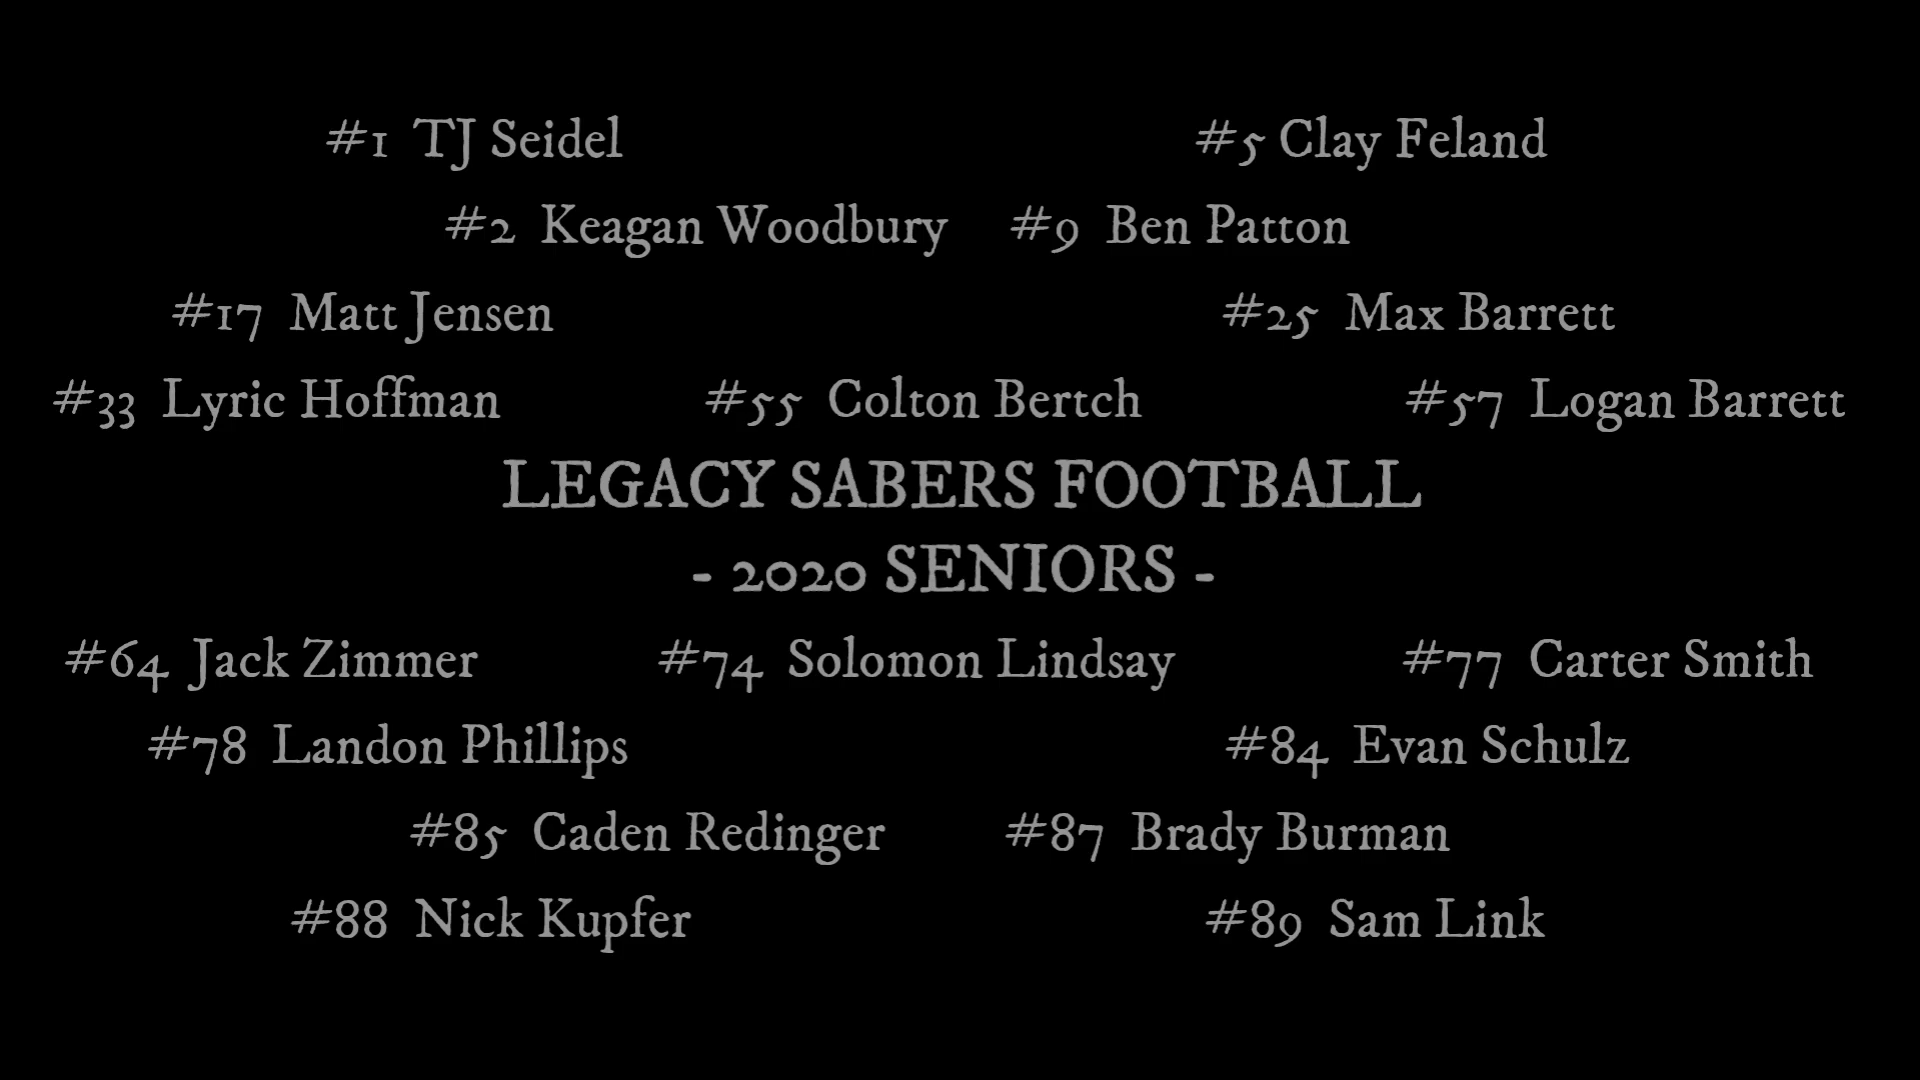 #1 TJ Seidel #5 Clay Feland
#2 Keagan Woodbury #9 Ben Patton
#17 Matt Jensen #25 Max Barrett
#33 Lyric Hoffman #55 Colton Bertch #57 Logan Barrett
LEGACY SABERS FOOTBALL
- 2020 SENIORS -
#64 Jack Zimmer #74 Solomon Lindsay #77 Carter Smith
#78 Landon Phillips #84 Evan Schulz
#85 Caden Redinger #87 Brady Burman
#88 Nick Kupfer #89 Sam Link